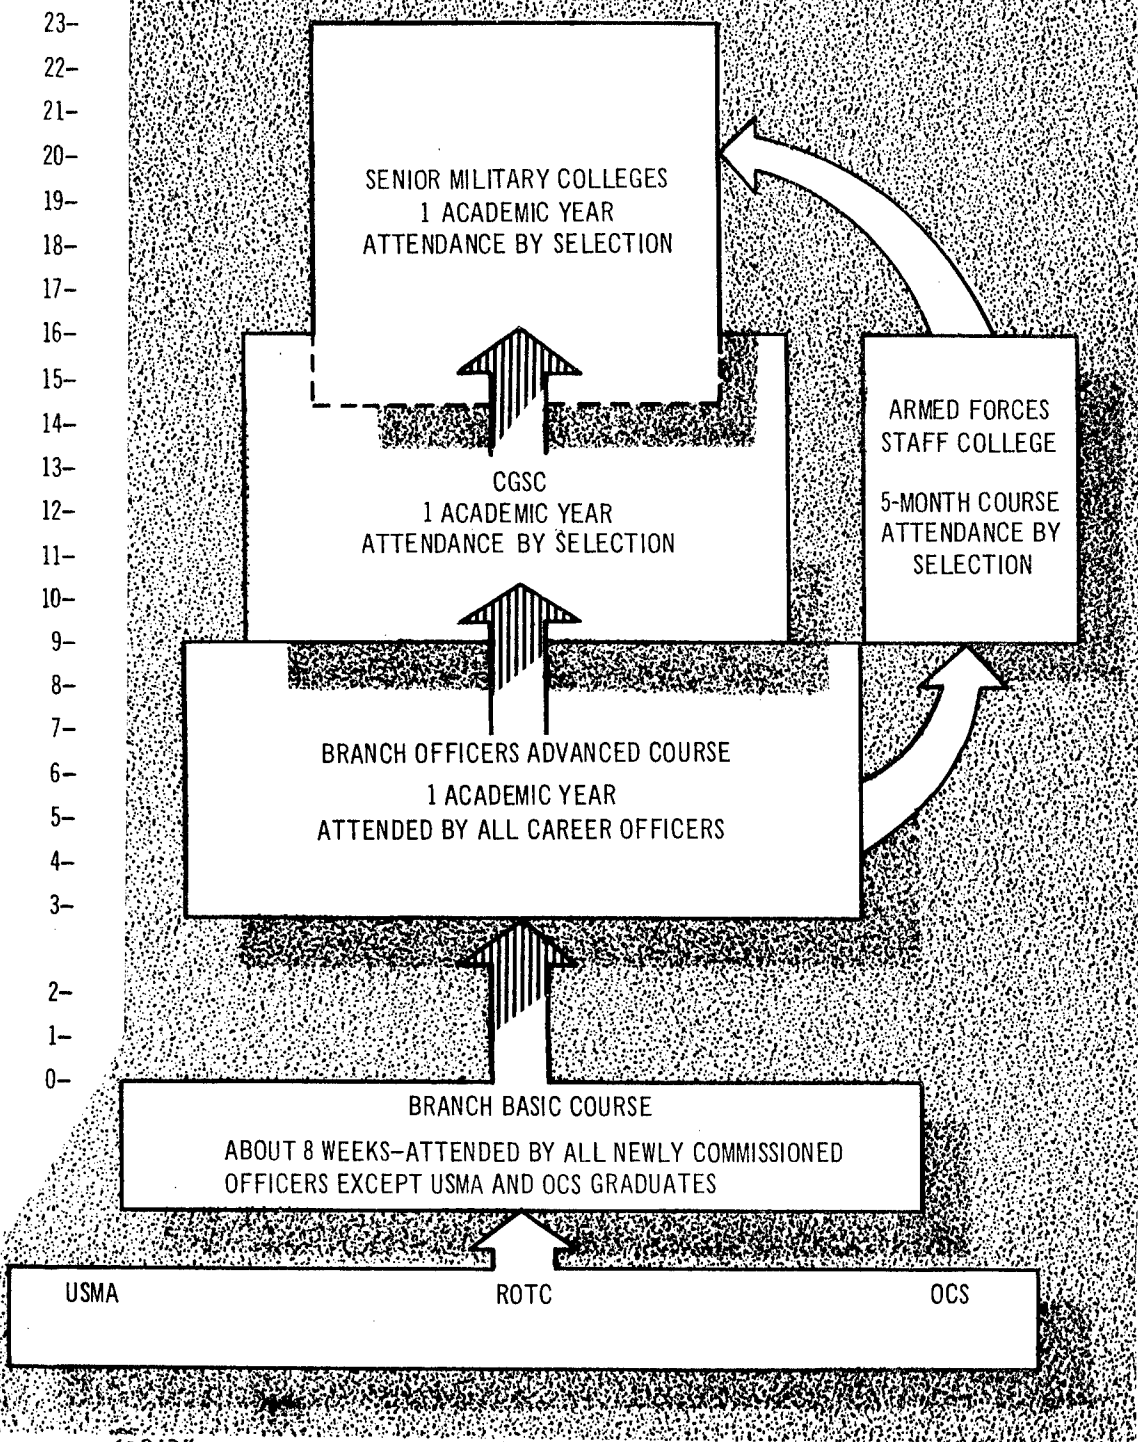 23–
22–
21–
20–
19–
18–
17–
16–
15–
14–
13–
12–
11–
10–
9–
8–
7–
6–
5–
4–
3–
2–
1–
0–
SENIOR MILITARY COLLEGES
1 ACADEMIC YEAR
ATTENDANCE BY SELECTION
ARMED FORCES
STAFF COLLEGE
5-MONTH COURSE
ATTENDANCE BY
SELECTION
CGSC
1 ACADEMIC YEAR
ATTENDANCE BY SELECTION
BRANCH OFFICERS ADVANCED COURSE
1 ACADEMIC YEAR
ATTENDED BY ALL CAREER OFFICERS
BRANCH BASIC COURSE
ABOUT 8 WEEKS–ATTENDED BY ALL NEWLY COMMISSIONED
OFFICERS EXCEPT USMA AND OCS GRADUATES
USMA ROTC OCS